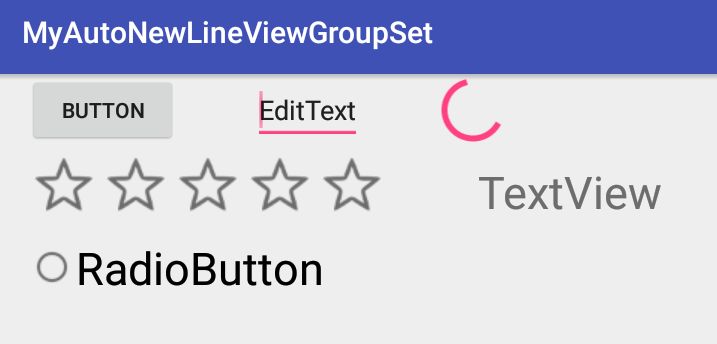 MyAutoNewLineViewGroupSet
BUTTON EditText
TextView
RadioButton